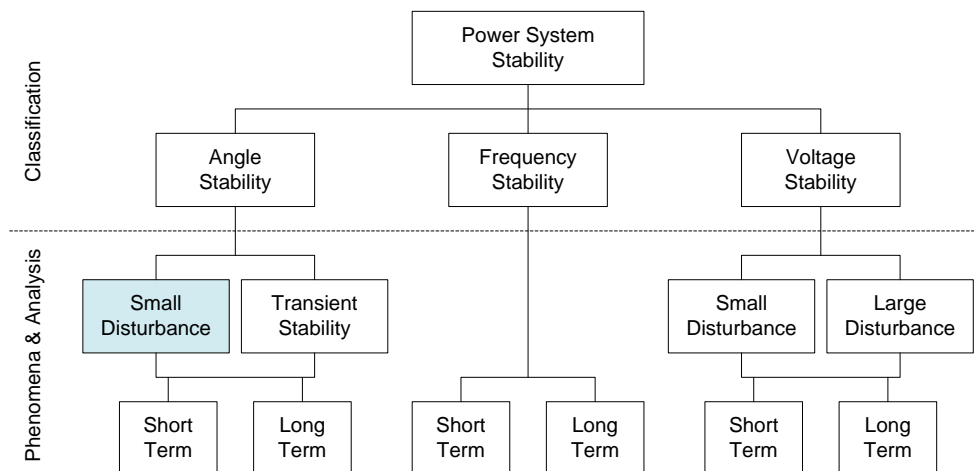 Classification
Power System
Stability
Angle
Stability
Frequency
Stability
Voltage
Stability
Phenomena & Analysis
Small
Disturbance
Transient
Stability
Small
Disturbance
Large
Disturbance
Short
Term
Long
Term
Short
Term
Long
Term
Short
Term
Long
Term